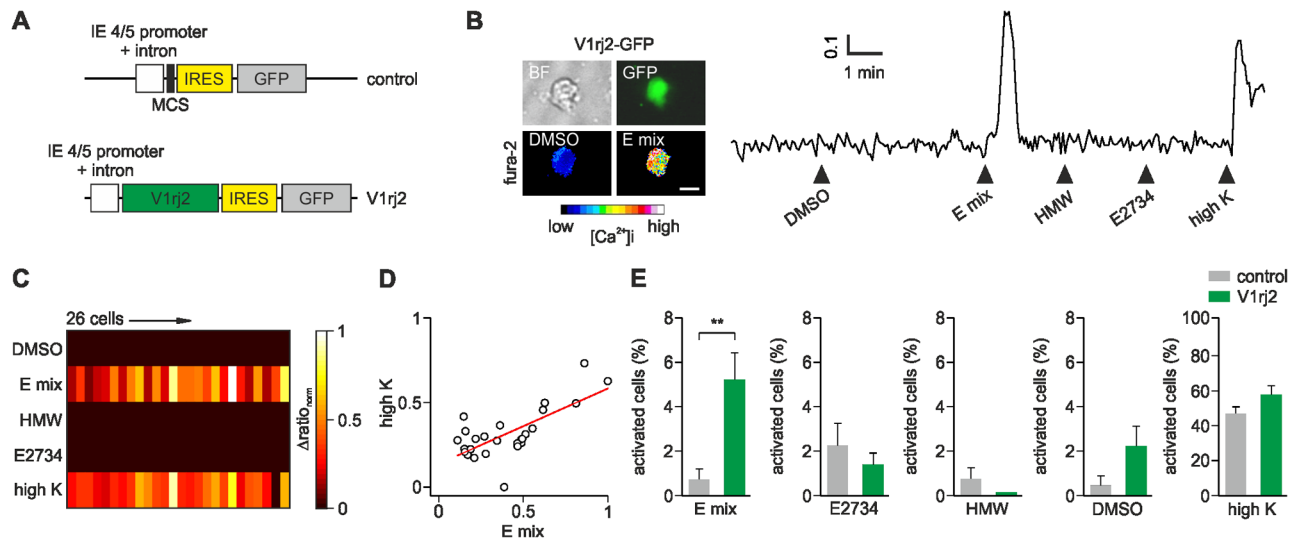 A
IE 4/5 promoter
+ intron
IRES
GFP
control
MCS
IE 4/5 promoter
+ intron
V1rj2
IRES
GFP
V1rj2
B
V1rj2-GFP
BF
GFP
fura-2
DMSO
E mix
low
high
[Ca²⁺]i
0.1
1 min
DMSO
E mix
HMW
E2734
high K
C
26 cells
DMSO
E mix
HMW
E2734
high K
1
0.5
0
Δratio norm
D
high K
1
0.5
0
0.5
1
E mix
E
control
V1rj2
activated cells (%)
8
6
4
2
0
**
E mix
activated cells (%)
8
6
4
2
0
E2734
activated cells (%)
8
6
4
2
0
HMW
activated cells (%)
8
6
4
2
0
DMSO
activated cells (%)
100
80
60
40
20
0
high K